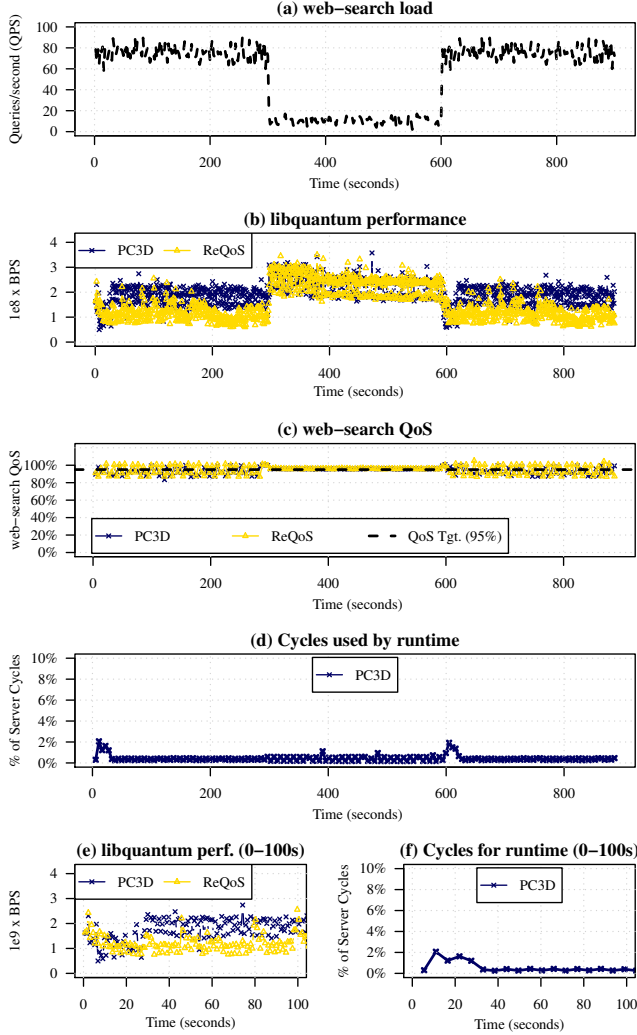 (a) web−search load
Queries/second (QPS)
100
80
60
40
20
0
0 200 400 600 800
Time (seconds)
(b) libquantum performance
PC3D ReQoS
1e8 x BPS
4
3
2
1
0
0 200 400 600 800
Time (seconds)
(c) web−search QoS
web−search QoS
100%
80%
60%
40%
20%
0%
PC3D ReQoS QoS Tgt. (95%)
0 200 400 600 800
Time (seconds)
(d) Cycles used by runtime
PC3D
% of Server Cycles
10%
8%
6%
4%
2%
0%
0 200 400 600 800
Time (seconds)
(e) libquantum perf. (0−100s)
PC3D ReQoS
1e9 x BPS
4
3
2
1
0
0 20 40 60 80 100
Time (seconds)
(f) Cycles for runtime (0−100s)
PC3D
% of Server Cycles
10%
8%
6%
4%
2%
0%
0 20 40 60 80 100
Time (seconds)